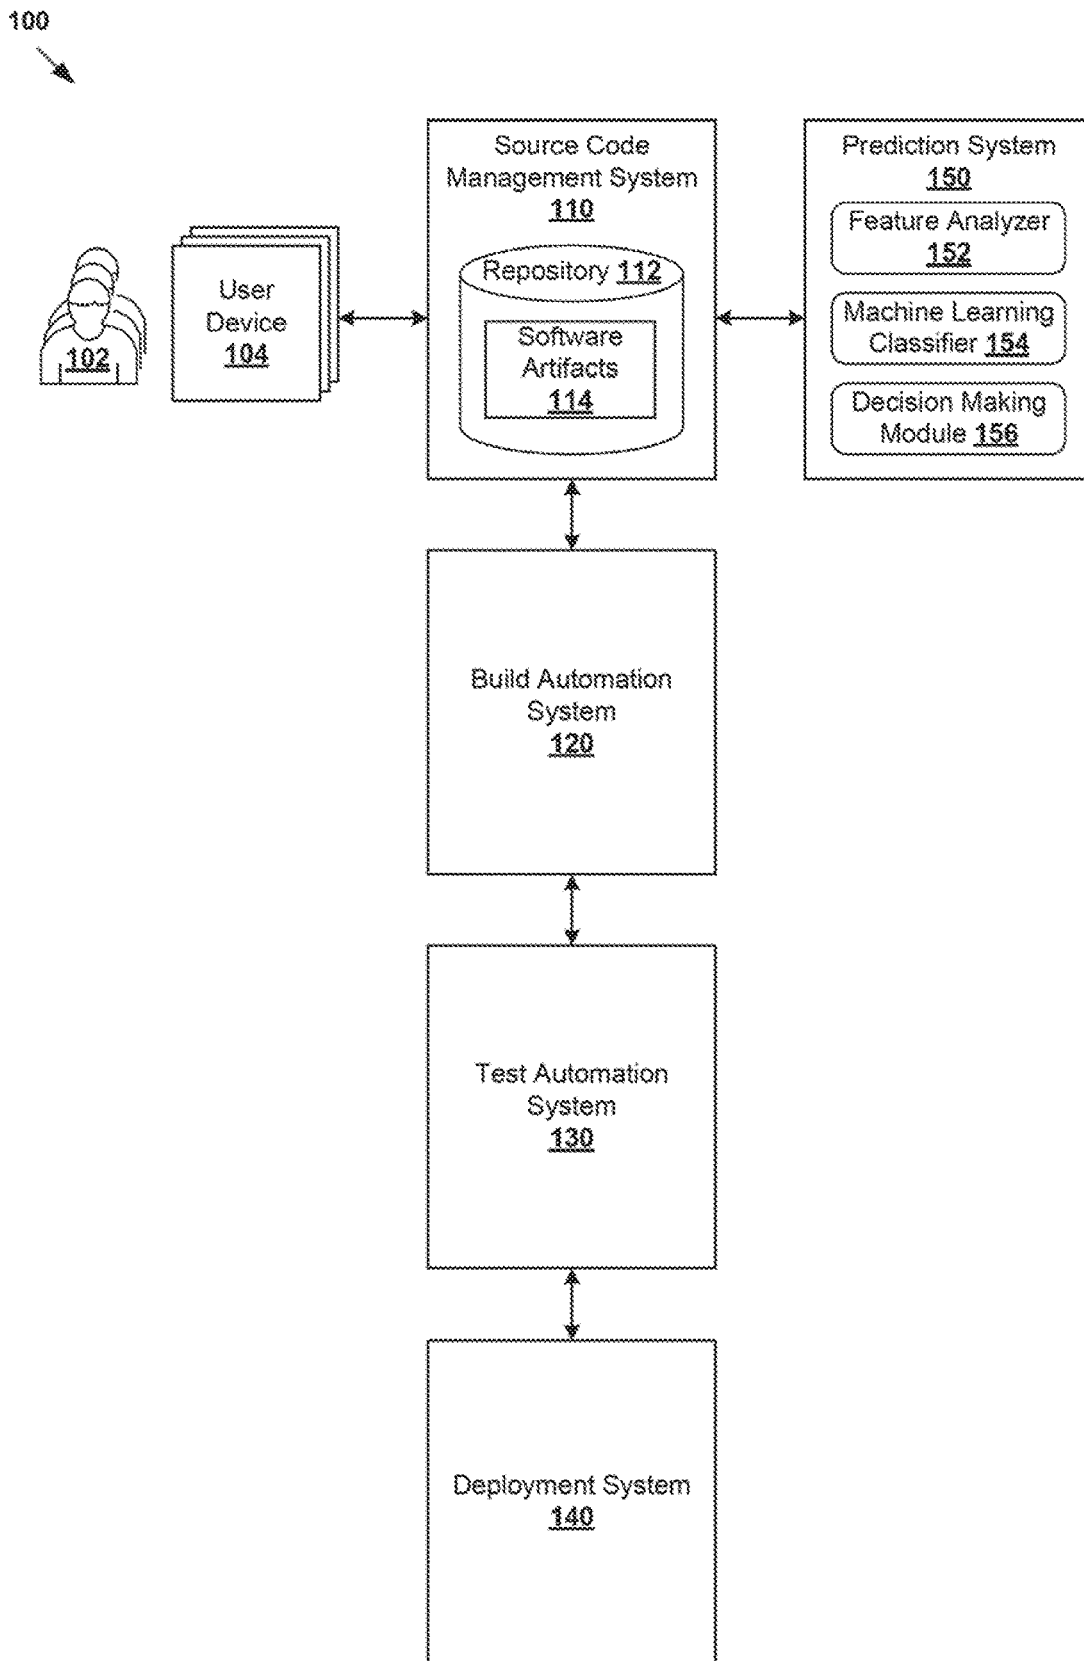 100
Source Code
Management System
110
Repository 112
Software
Artifacts
114
Prediction System
150
Feature Analyzer
152
Machine Learning
Classifier 154
Decision Making
Module 156
102
User
Device
104
Build Automation
System
120
Test Automation
System
130
Deployment System
140